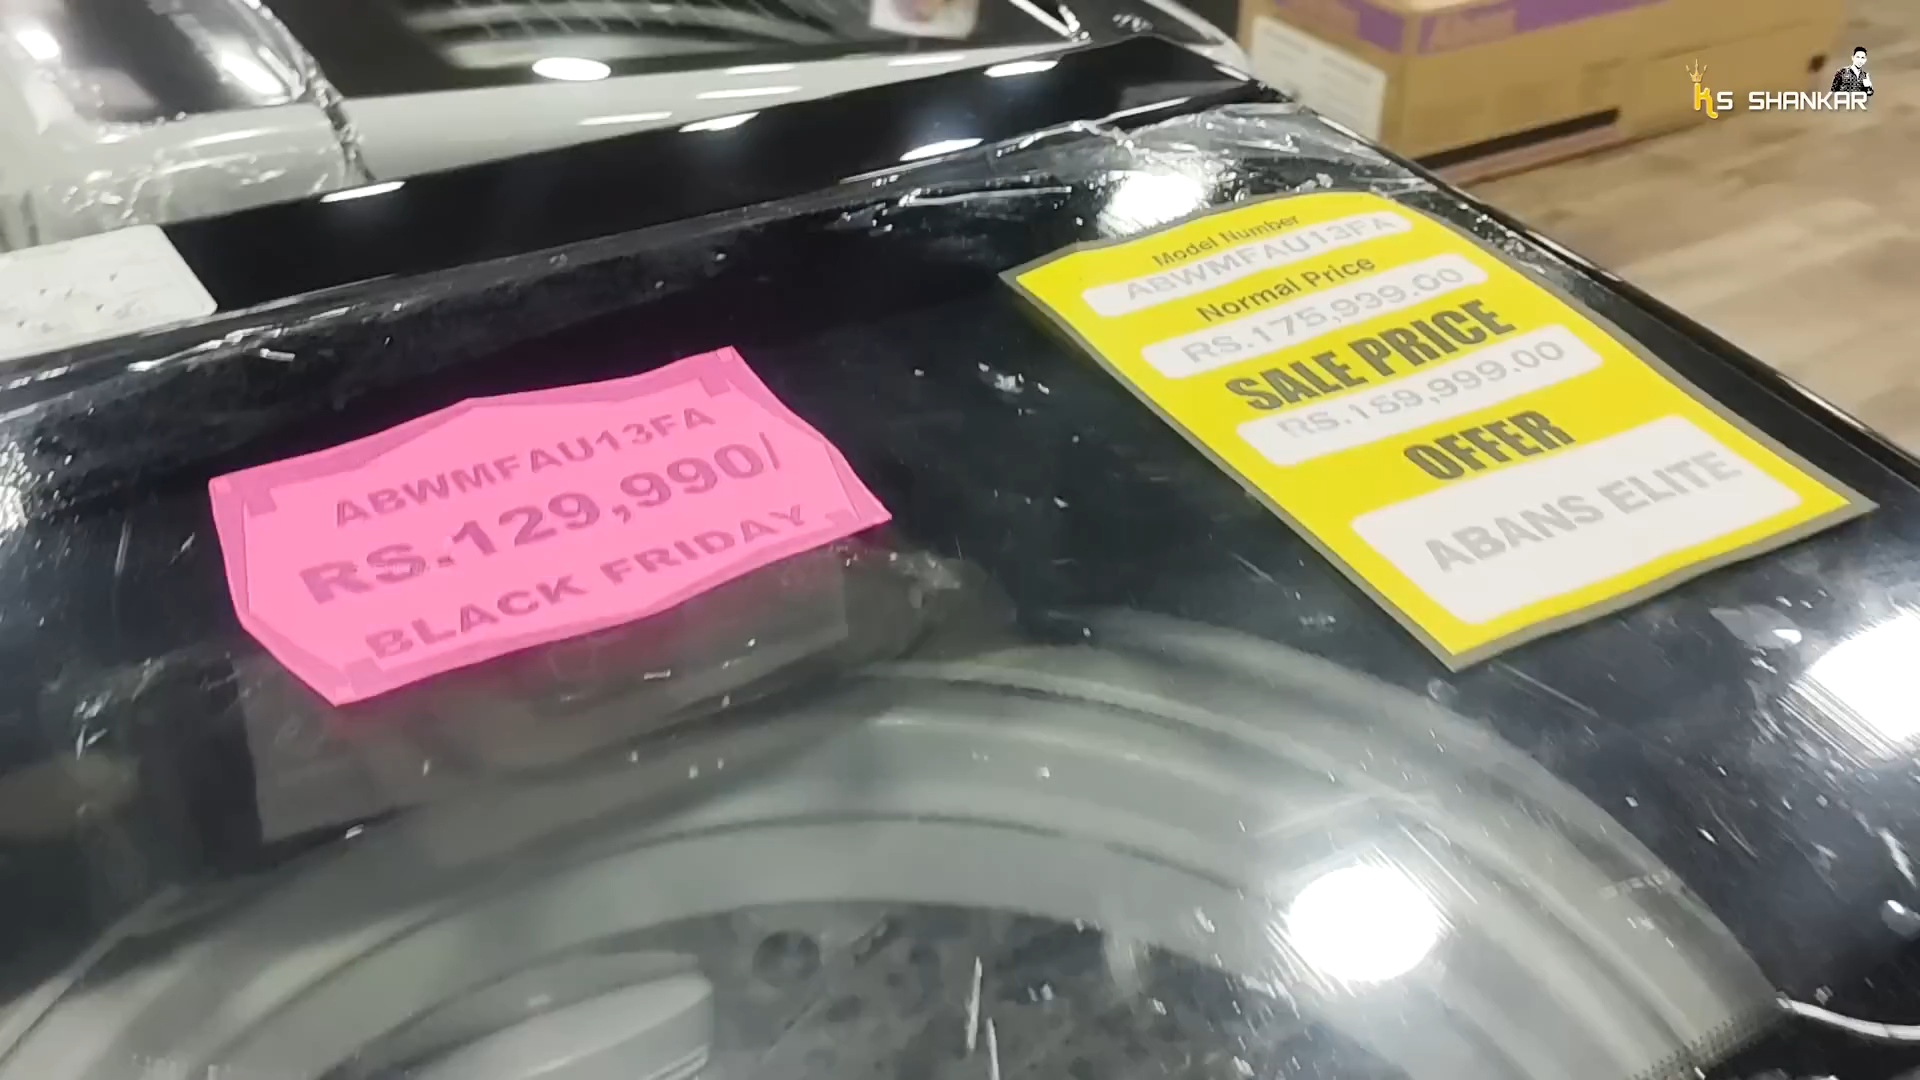 KS SHANKAR
Model Number
ABWMFAU13FA
Normal Price
RS.175,939.00
SALE PRICE
RS.159,999.00
OFFER
ABANS ELITE
ABWMFAU13FA
RS.129,990/
BLACK FRIDAY